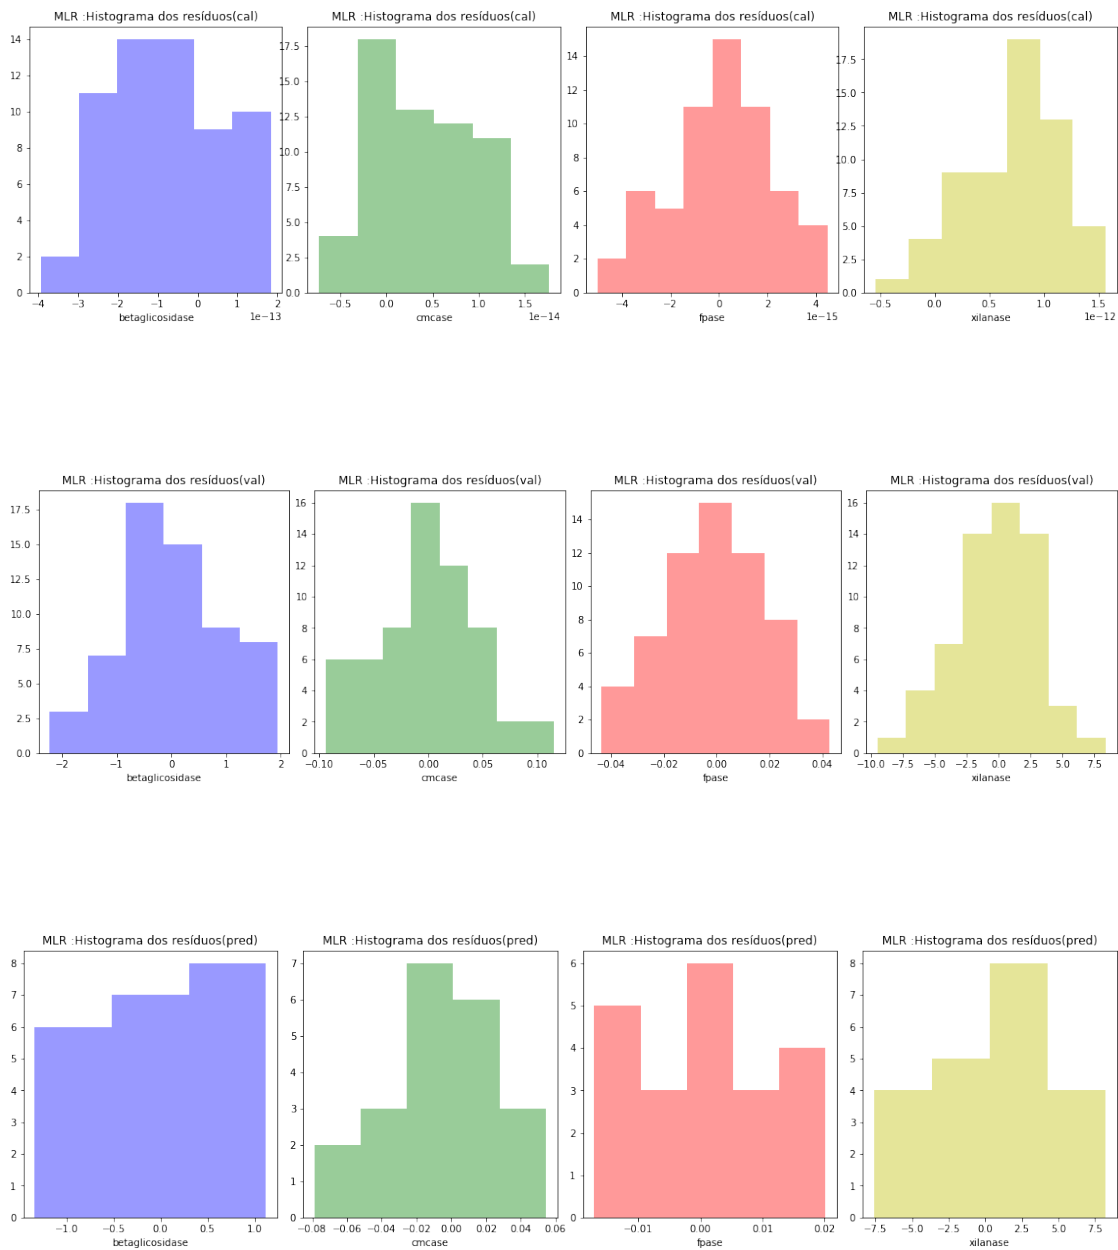 MLR :Histograma dos resíduos(cal)
14
12
10
8
6
4
2
0
−4 −3 −2 −1 0 1 2
1e−13
betaglicosidase
MLR :Histograma dos resíduos(cal)
17.5
15.0
12.5
10.0
7.5
5.0
2.5
0.0
−0.5 0.0 0.5 1.0 1.5
1e−14
cmcase
MLR :Histograma dos resíduos(cal)
14
12
10
8
6
4
2
0
−4 −2 0 2 4
1e−15
fpase
MLR :Histograma dos resíduos(cal)
17.5
15.0
12.5
10.0
7.5
5.0
2.5
0.0
−0.5 0.0 0.5 1.0 1.5
1e−12
xilanase
MLR :Histograma dos resíduos(val)
17.5
15.0
12.5
10.0
7.5
5.0
2.5
0.0
−2 −1 0 1 2
betaglicosidase
MLR :Histograma dos resíduos(val)
16
14
12
10
8
6
4
2
0
−0.10 −0.05 0.00 0.05 0.10
cmcase
MLR :Histograma dos resíduos(val)
14
12
10
8
6
4
2
0
−0.04 −0.02 0.00 0.02 0.04
fpase
MLR :Histograma dos resíduos(val)
16
14
12
10
8
6
4
2
0
−10.0 −7.5 −5.0 −2.5 0.0 2.5 5.0 7.5
xilanase
MLR :Histograma dos resíduos(pred)
8
7
6
5
4
3
2
1
0
−1.0 −0.5 0.0 0.5 1.0
betaglicosidase
MLR :Histograma dos resíduos(pred)
7
6
5
4
3
2
1
0
−0.08 −0.06 −0.04 −0.02 0.00 0.02 0.04 0.06
cmcase
MLR :Histograma dos resíduos(pred)
6
5
4
3
2
1
0
−0.01 0.00 0.01 0.02
fpase
MLR :Histograma dos resíduos(pred)
8
7
6
5
4
3
2
1
0
−7.5 −5.0 −2.5 0.0 2.5 5.0 7.5
xilanase